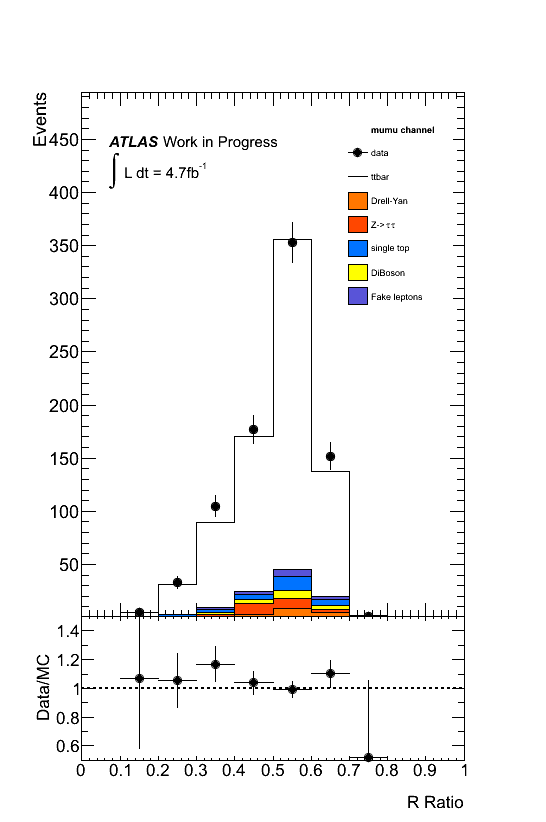 Events
450
400
350
300
250
200
150
100
50
ATLAS Work in Progress
∫ L dt = 4.7fb-1
mumu channel
data
ttbar
Drell-Yan
Z->ττ
single top
DiBoson
Fake leptons
Data/MC
1.4
1.2
1
0.8
0.6
0 0.1 0.2 0.3 0.4 0.5 0.6 0.7 0.8 0.9 1
R Ratio